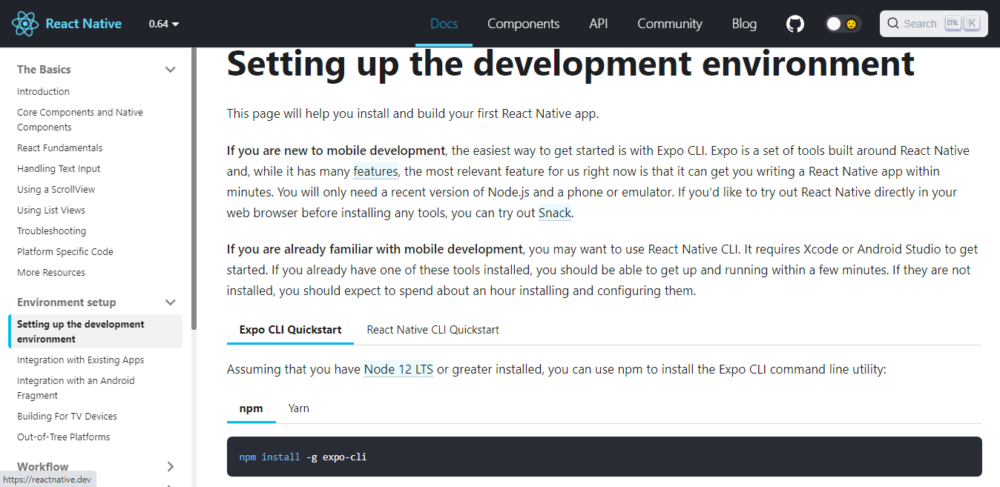 React Native
0.64
Docs
Components
API
Community
Blog
Search
CTRL
K
The Basics
Introduction
Core Components and Native
Components
React Fundamentals
Handling Text Input
Using a ScrollView
Using List Views
Troubleshooting
Platform Specific Code
More Resources
Environment setup
Setting up the development
environment
Integration with Existing Apps
Integration with an Android
Fragment
Building For TV Devices
Out-of-Tree Platforms
Workflow
https://reactnative.dev
Setting up the development environment
This page will help you install and build your first React Native app.
If you are new to mobile development, the easiest way to get started is with Expo CLI. Expo is a set of tools built around React Native
and, while it has many features, the most relevant feature for us right now is that it can get you writing a React Native app within
minutes. You will only need a recent version of Node.js and a phone or emulator. If you'd like to try out React Native directly in your
web browser before installing any tools, you can try out Snack.
If you are already familiar with mobile development, you may want to use React Native CLI. It requires Xcode or Android Studio to get
started. If you already have one of these tools installed, you should be able to get up and running within a few minutes. If they are not
installed, you should expect to spend about an hour installing and configuring them.
Expo CLI Quickstart
React Native CLI Quickstart
Assuming that you have Node 12 LTS or greater installed, you can use npm to install the Expo CLI command line utility:
npm
Yarn
npm install -g expo-cli